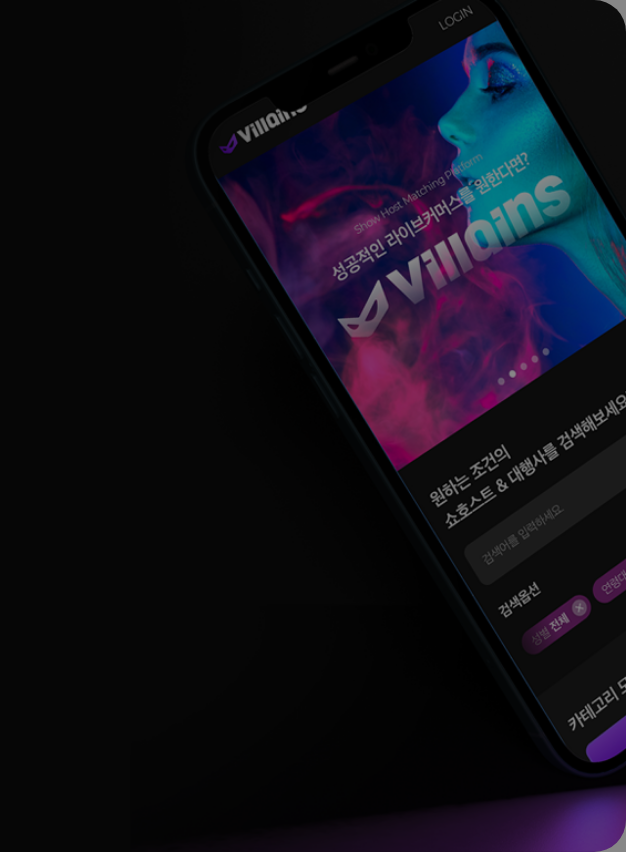 LOGIN
Villains
Show Host Matching Platform
성공적인 라이브커머스를 원한다면?
Villains
원하는 조건의
쇼호스트 & 대행사를 검색해보세요
검색어를 입력하세요.
검색옵션
성별 전체
연령대
카테고리